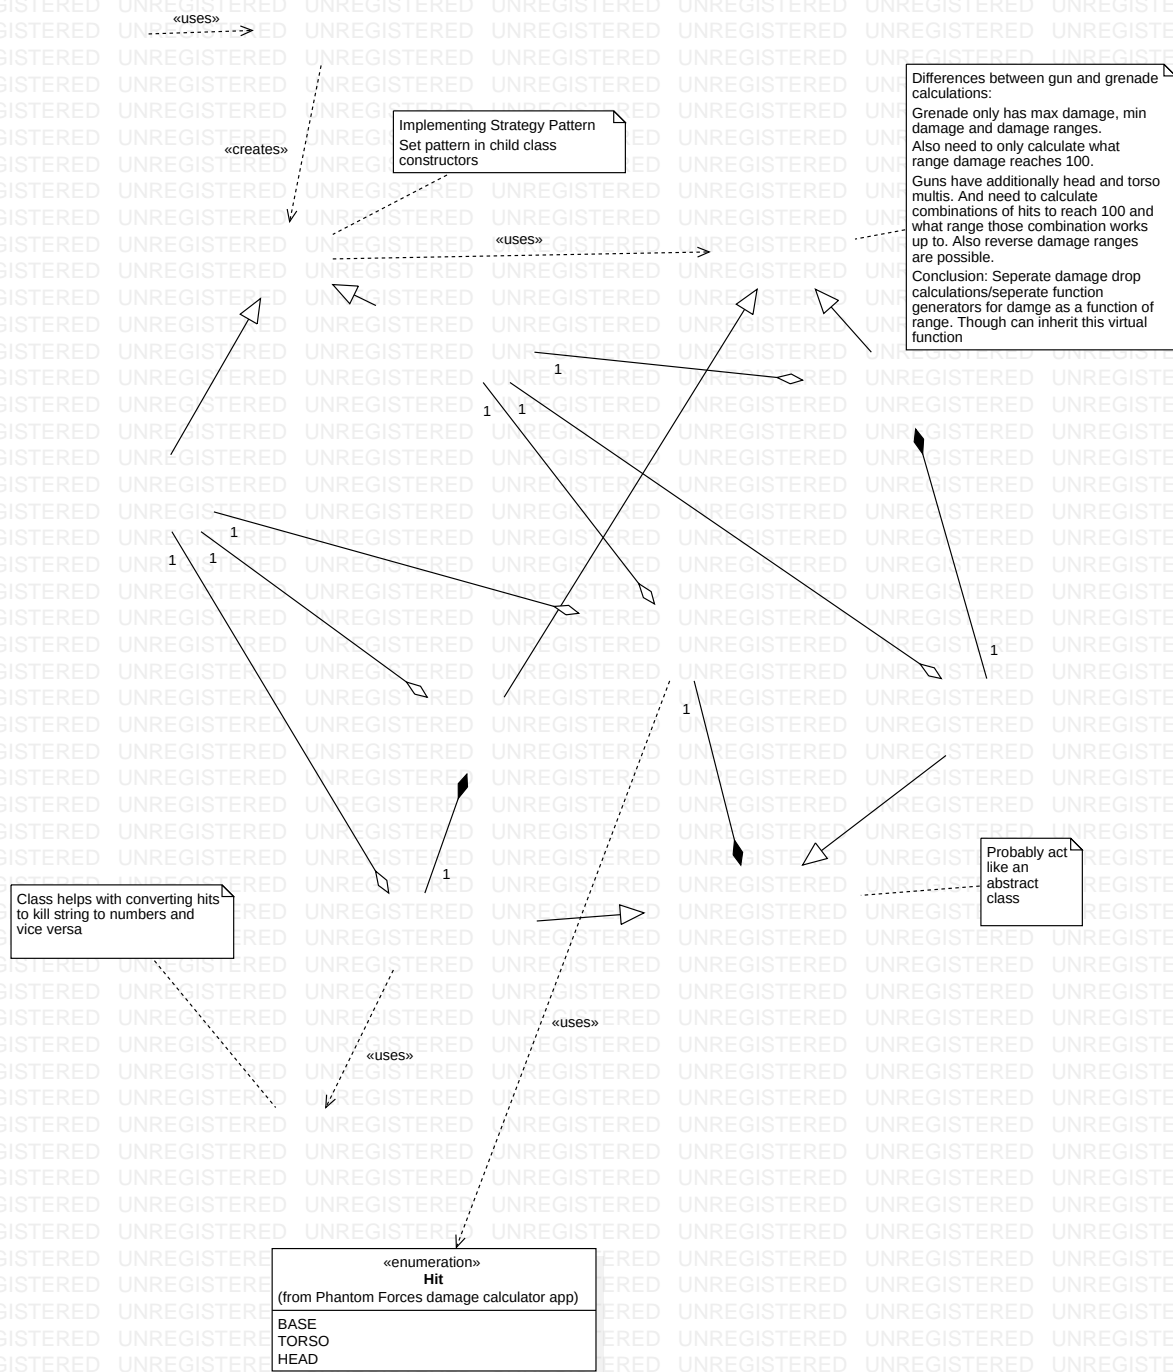 «uses»
Differences between gun and grenade
calculations:
Grenade only has max damage, min
damage and damage ranges.
Also need to only calculate what
range damage reaches 100.
Guns have additionally head and torso
multis. And need to calculate
combinations of hits to reach 100 and
what range those combination works
up to. Also reverse damage ranges
are possible.
Conclusion: Seperate damage drop
calculations/seperate function
generators for damge as a function of
range. Though can inherit this virtual
function
Implementing Strategy Pattern
Set pattern in child class
constructors
«creates»
«uses»
1
1
1
1
1
1
1
1
1
Probably act
like an
abstract
class
Class helps with converting hits
to kill string to numbers and
vice versa
«uses»
«uses»
«enumeration»
Hit
(from Phantom Forces damage calculator app)
BASE
TORSO
HEAD
UNREGISTERED